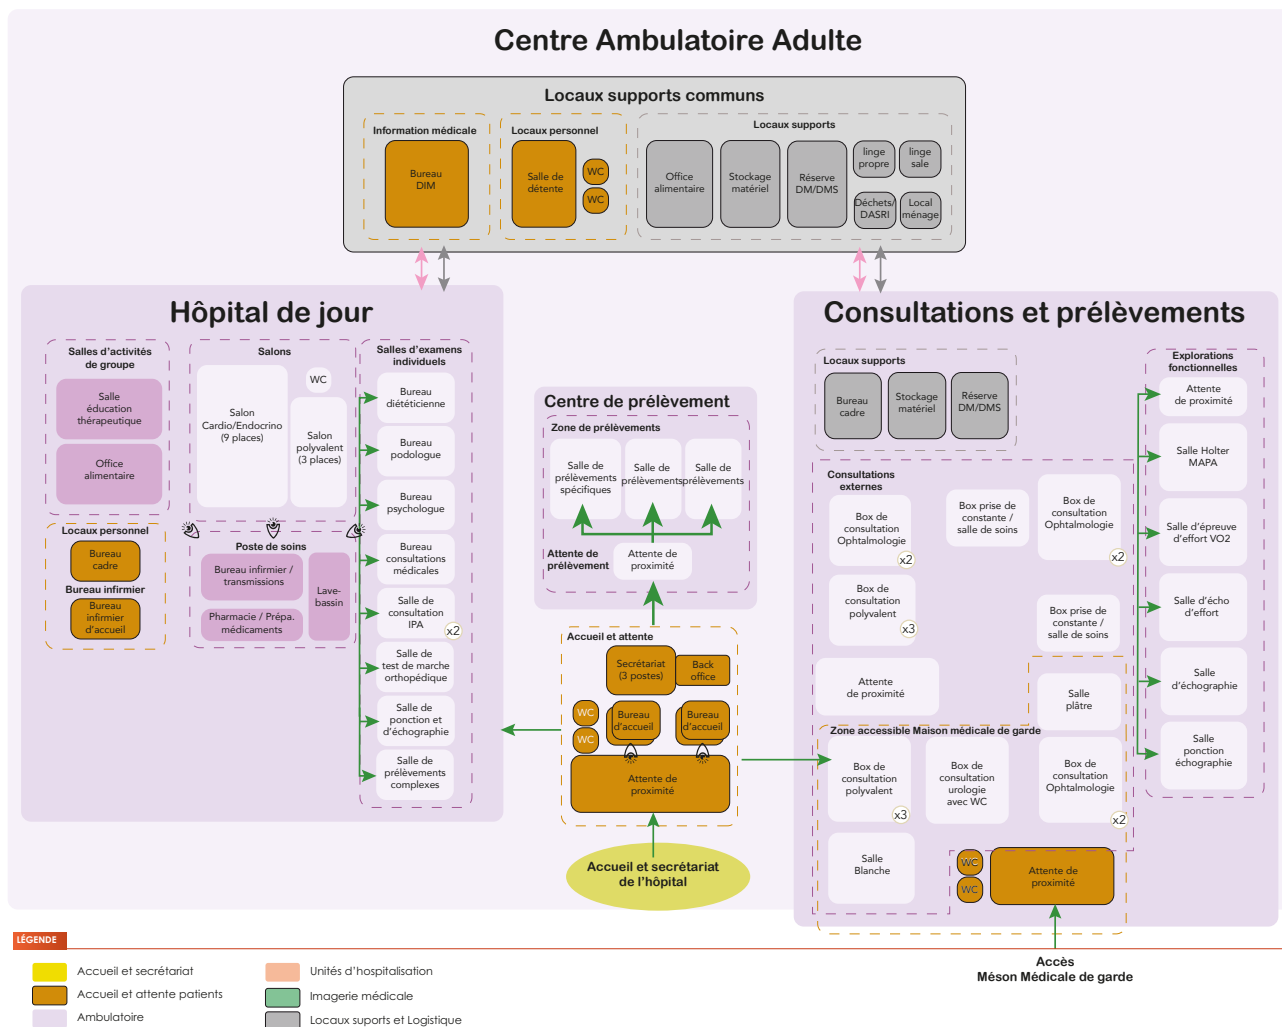 Centre Ambulatoire Adulte
Locaux supports communs
Information médicale
Bureau
DIM
Locaux personnel
Salle de
détente
WC
WC
Locaux supports
Office
alimentaire
Stockage
matériel
Réserve
DM/DMS
linge
propre
linge
sale
Déchets/
DASRI
Local
ménage
Hôpital de jour
Salles d'activités
de groupe
Salle
éducation
thérapeutique
Office
alimentaire
Locaux personnel
Bureau
cadre
Bureau infirmier
Bureau
infirmier
d'accueil
Salons
Salon
Cardio/Endocrino
(9 places)
WC
Salon
polyvalent
(3 places)
Poste de soins
Bureau infirmier /
transmissions
Pharmacie / Prépa.
médicaments
Lave-
bassin
Salles d'examens
individuels
Bureau
diététicienne
Bureau
podologue
Bureau
psychologue
Bureau
consultations
médicales
Salle de
consultation
IPA
x2
Salle de
test de marche
orthopédique
Salle de
ponction et
d'échographie
Salle de
prélèvements
complexes
Centre de prélèvement
Zone de prélèvements
Salle de
prélèvements
spécifiques
Salle de
prélèvements
Salle de
prélèvements
Attente de
prélèvement
Attente de
proximité
Accueil et attente
Secrétariat
(3 postes)
Back
office
WC
WC
Bureau
d'accueil
Bureau
d'accueil
Attente de
proximité
Accueil et secrétariat
de l'hôpital
Consultations et prélèvements
Locaux supports
Bureau
cadre
Stockage
matériel
Réserve
DM/DMS
Consultations
externes
Box de
consultation
Ophtalmologie
x2
Box prise de
constante /
salle de soins
Box de
consultation
Ophtalmologie
x2
Box de
consultation
polyvalent
x3
Box prise de
constante /
salle de soins
Attente
de proximité
Salle
plâtre
Zone accessible Maison médicale de garde
Box de
consultation
polyvalent
x3
Box de
consultation
urologie
avec WC
Box de
consultation
Ophtalmologie
x2
Salle
Blanche
WC
WC
Attente de
proximité
Explorations
fonctionnelles
Attente
de proximité
Salle Holter
MAPA
Salle d'épreuve
d'effort VO2
Salle d'écho
d'effort
Salle
d'échographie
Salle
ponction
échographie
Accès
Méson Médicale de garde
LÉGENDE
Accueil et secrétariat
Accueil et attente patients
Ambulatoire
Unités d'hospitalisation
Imagerie médicale
Locaux suports et Logistique